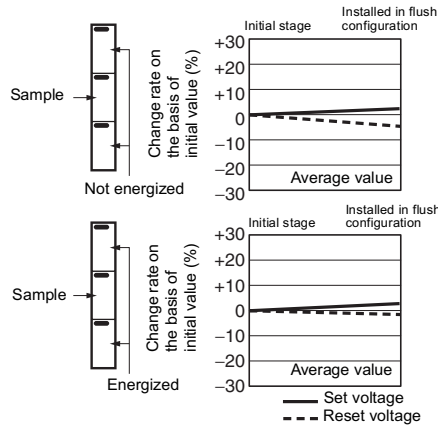 Sample
Not energized
Change rate on
the basis of
initial value (%)
Initial stage
Installed in flush
configuration
+30
+20
+10
0
−10
−20
−30
Average value
Sample
Energized
Change rate on
the basis of
initial value (%)
Initial stage
Installed in flush
configuration
+30
+20
+10
0
−10
−20
−30
Average value
Set voltage
Reset voltage